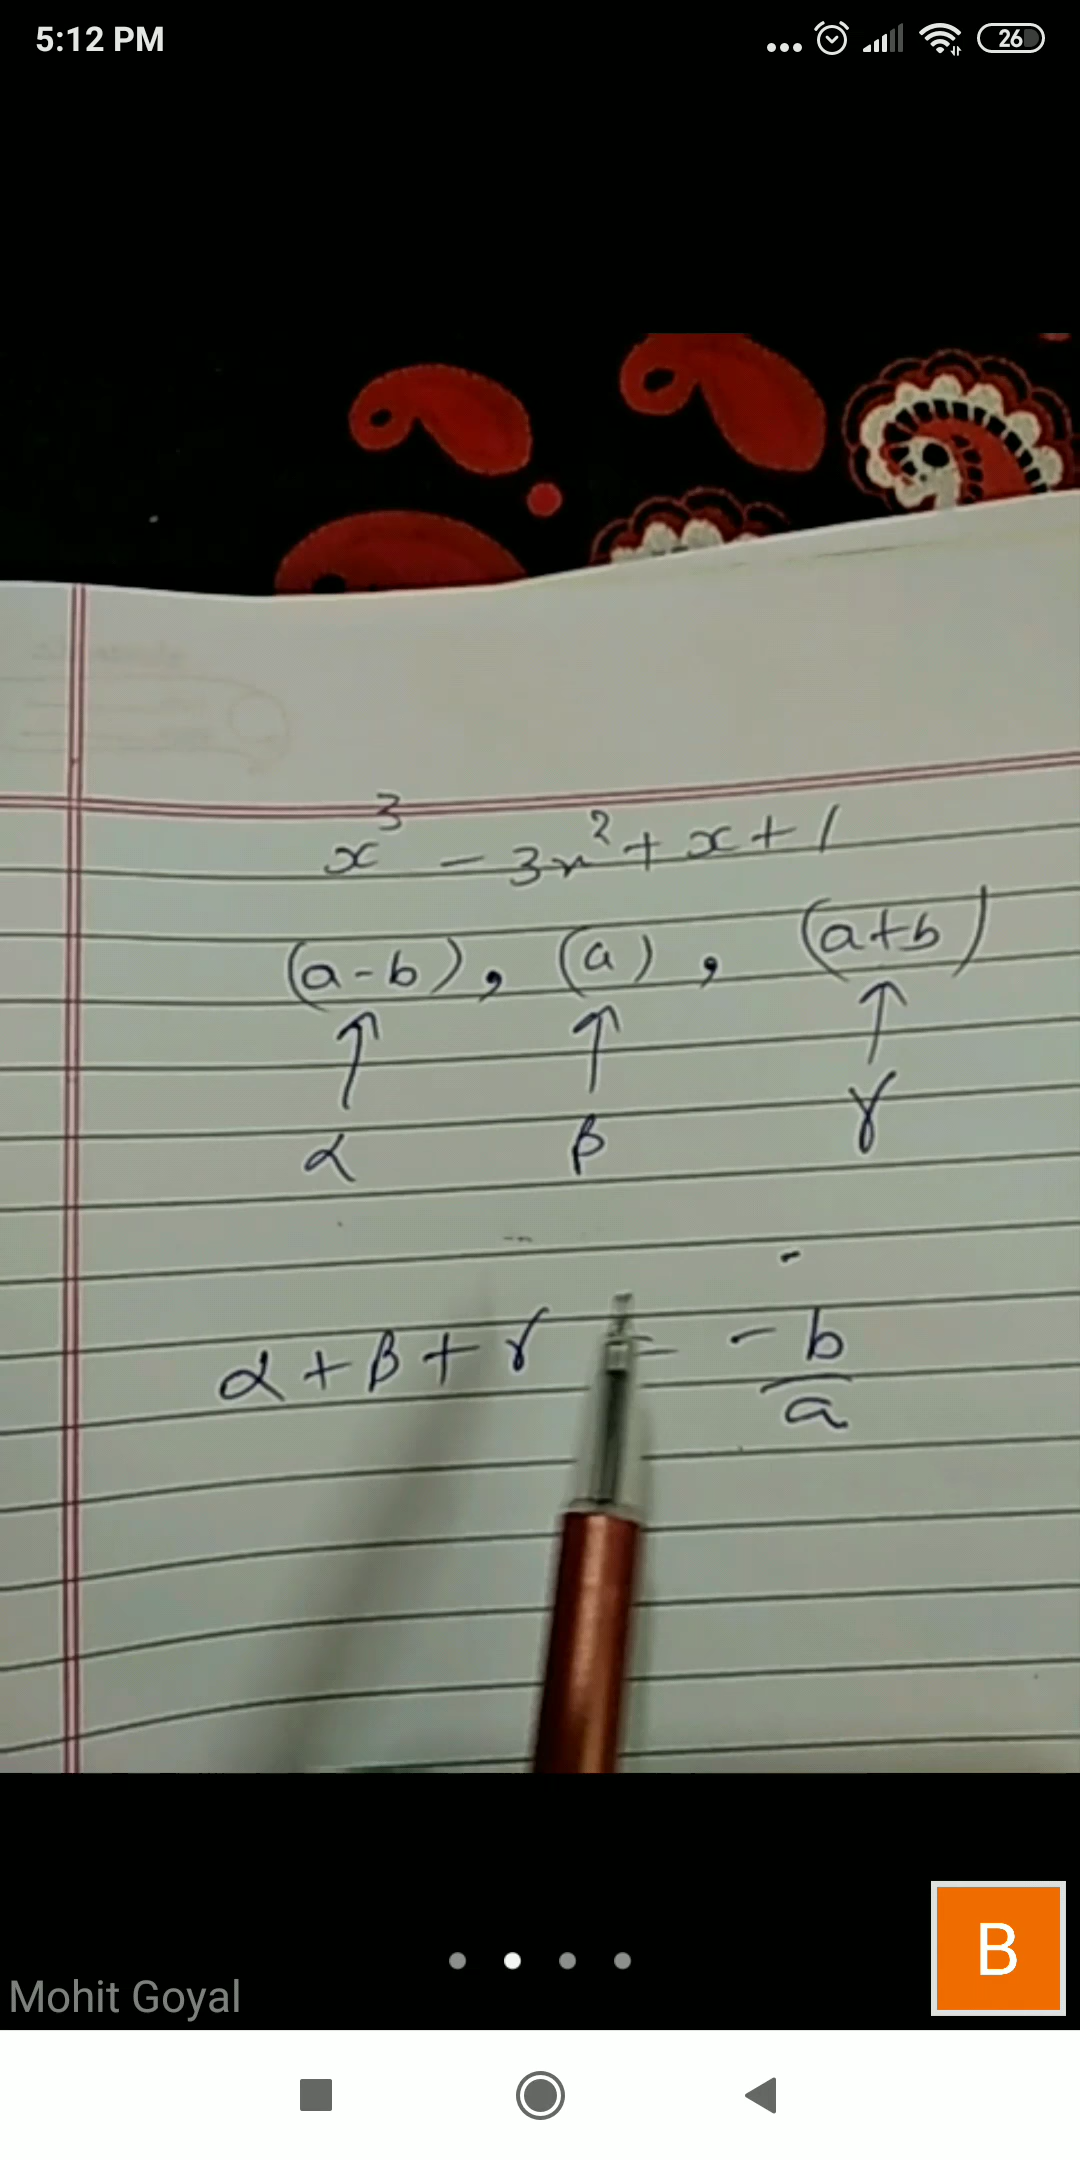 5:12 PM
26
x³ - 3x² + x + 1
(a-b), (a), (a+b)
↑ ↑ ↑
α β γ
α + β + γ = -b/a
B
Mohit Goyal